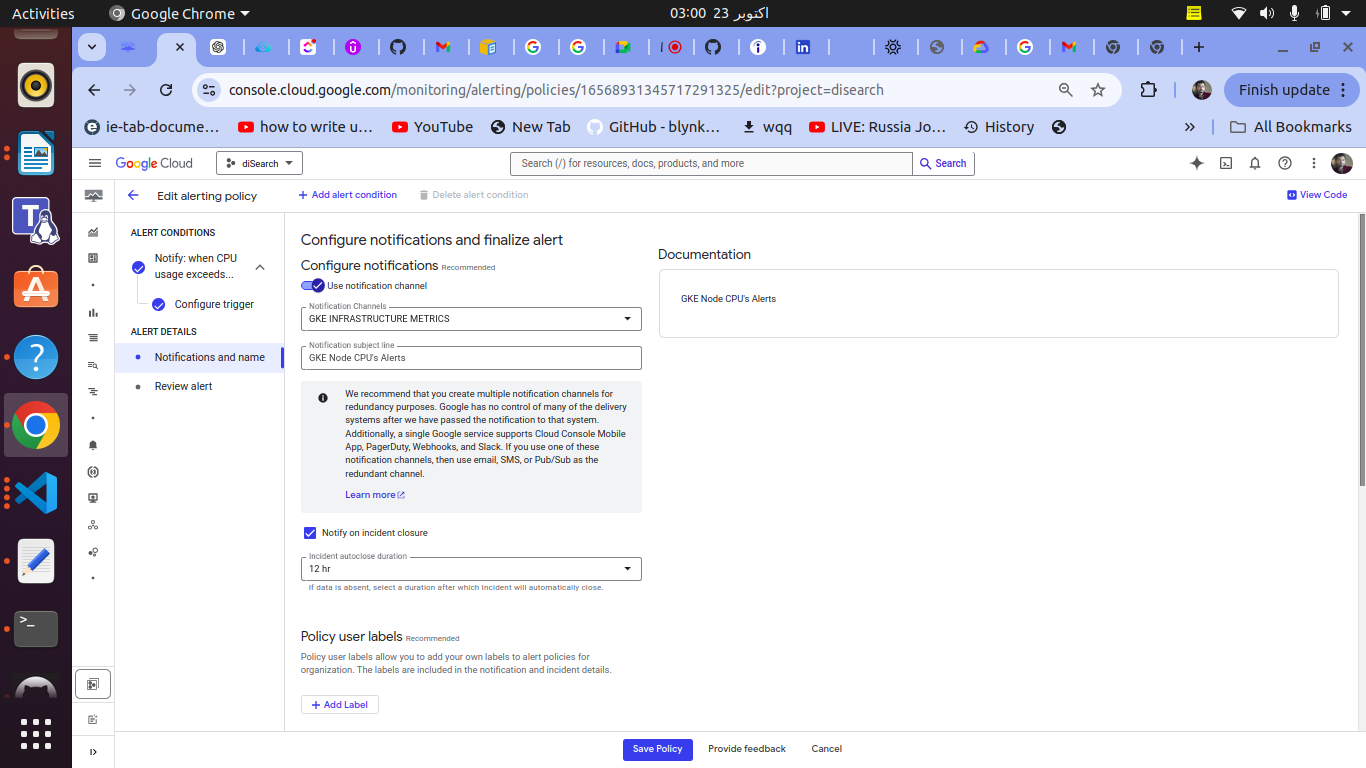 Activities
Google Chrome
03:00 23 اکتوبر
console.cloud.google.com/monitoring/alerting/policies/16568931345717291325/edit?project=disearch
Finish update
ie-tab-docume…
how to write u…
YouTube
New Tab
GitHub - blynk…
wqq
LIVE: Russia Jo…
History
All Bookmarks
Google Cloud
diSearch
Search (/) for resources, docs, products, and more
Search
Edit alerting policy
Add alert condition
Delete alert condition
View Code
ALERT CONDITIONS
Notify: when CPU
usage exceeds...
Configure trigger
ALERT DETAILS
Notifications and name
Review alert
Configure notifications and finalize alert
Configure notifications Recommended
Use notification channel
Notification Channels
GKE INFRASTRUCTURE METRICS
Notification subject line
GKE Node CPU's Alerts
We recommend that you create multiple notification channels for
redundancy purposes. Google has no control of many of the delivery
systems after we have passed the notification to that system.
Additionally, a single Google service supports Cloud Console Mobile
App, PagerDuty, Webhooks, and Slack. If you use one of these
notification channels, then use email, SMS, or Pub/Sub as the
redundant channel.
Learn more
Notify on incident closure
Incident autoclose duration
12 hr
If data is absent, select a duration after which Incident will automatically close.
Policy user labels Recommended
Policy user labels allow you to add your own labels to alert policies for
organization. The labels are included in the notification and incident details.
Add Label
Documentation
GKE Node CPU's Alerts
Save Policy
Provide feedback
Cancel